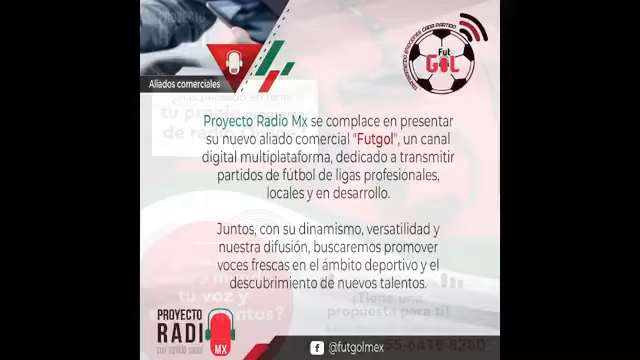 Fut
GOL
Aliados comerciales
Proyecto Radio Mx se complace en presentar
su nuevo aliado comercial "Futgol", un canal
digital multiplataforma, dedicado a transmitir
partidos de fútbol de ligas profesionales,
locales y en desarrollo.
Juntos, con su dinamismo, versatilidad y
nuestra difusión, buscaremos promover
voces frescas en el ámbito deportivo y el
descubrimiento de nuevos talentos.
PROYECTO
RADIO
MX
@futgolmex